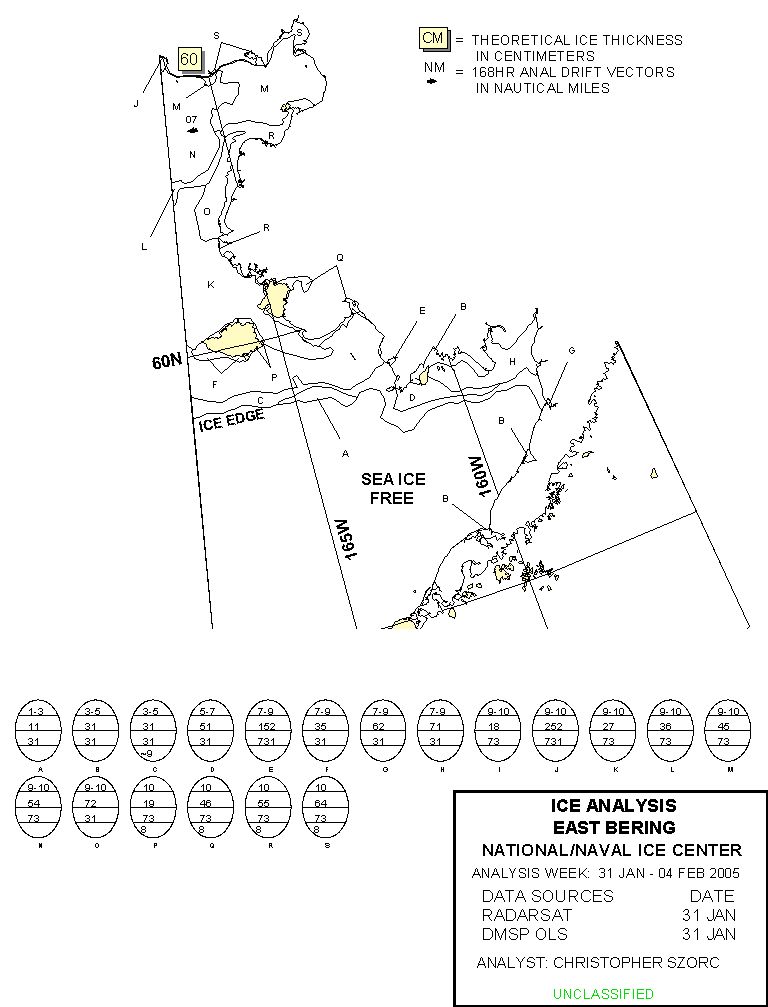 CM = THEORETICAL ICE THICKNESS
IN CENTIMETERS
NM = 168HR ANAL DRIFT VECTORS
IN NAUTICAL MILES
S
S
60
J
M
M
07
N
R
L
O
R
K
Q
E
B
I
H
G
60N
F
P
D
C
ICE EDGE
A
B
SEA ICE
FREE
160W
B
165W
1-3 3-5 3-5 5-7 7-9 7-9 7-9 7-9 9-10 9-10 9-10 9-10 9-10
11 31 31 51 152 35 62 71 18 252 27 36 45
31 31 31 31 731 31 31 31 73 731 73 73 73
~9
A B C D E F G H I J K L M
9-10 9-10 10 10 10 10
54 72 19 46 55 64
73 31 73 73 73 73
8 8 8 8
N O P Q R S
ICE ANALYSIS
EAST BERING
NATIONAL/NAVAL ICE CENTER
ANALYSIS WEEK: 31 JAN - 04 FEB 2005
DATA SOURCES DATE
RADARSAT 31 JAN
DMSP OLS 31 JAN
ANALYST: CHRISTOPHER SZORC
UNCLASSIFIED